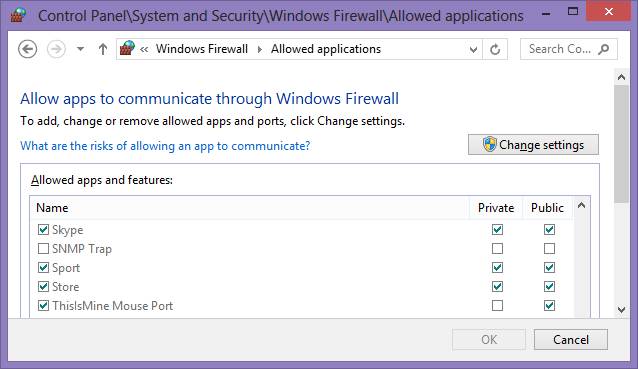 Control Panel\System and Security\Windows Firewall\Allowed applications
« Windows Firewall Allowed applications Search Co...
Allow apps to communicate through Windows Firewall
To add, change or remove allowed apps and ports, click Change settings.
What are the risks of allowing an app to communicate? Change settings
Allowed apps and features:
Name Private Public
Skype
SNMP Trap
Sport
Store
ThisIsMine Mouse Port
OK Cancel